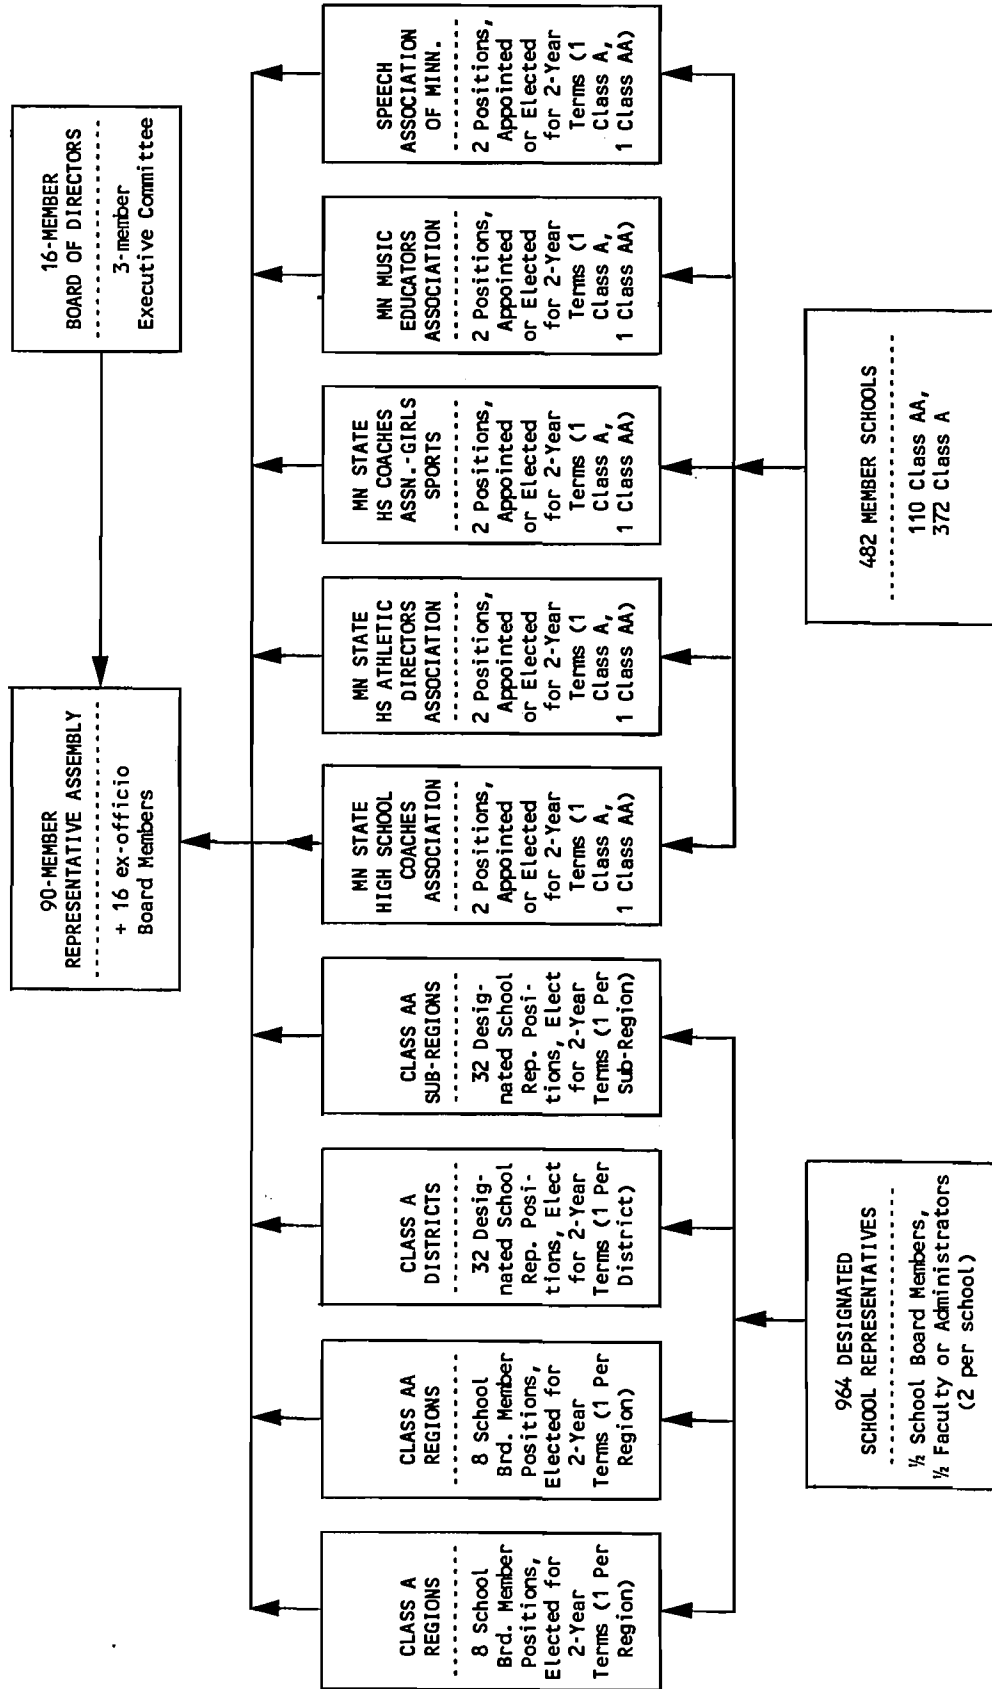 90-MEMBER
REPRESENTATIVE ASSEMBLY
+ 16 ex-officio
Board Members
16-MEMBER
BOARD OF DIRECTORS
3-member
Executive Committee
CLASS A
REGIONS
8 School
Brd. Member
Positions,
Elected for
2-Year
Terms (1 Per
Region)
CLASS AA
REGIONS
8 School
Brd. Member
Positions,
Elected for
2-Year
Terms (1 Per
Region)
CLASS A
DISTRICTS
32 Desig-
nated School
Rep. Posi-
tions, Elect
for 2-Year
Terms (1 Per
District)
CLASS AA
SUB-REGIONS
32 Desig-
nated School
Rep. Posi-
tions, Elect
for 2-Year
Terms (1 Per
Sub-Region)
MN STATE
HIGH SCHOOL
COACHES
ASSOCIATION
2 Positions,
Appointed
or Elected
for 2-Year
Terms (1
Class A,
1 Class AA)
MN STATE
HS ATHLETIC
DIRECTORS
ASSOCIATION
2 Positions,
Appointed
or Elected
for 2-Year
Terms (1
Class A,
1 Class AA)
MN STATE
HS COACHES
ASSN.-GIRLS
SPORTS
2 Positions,
Appointed
or Elected
for 2-Year
Terms (1
Class A,
1 Class AA)
MN MUSIC
EDUCATORS
ASSOCIATION
2 Positions,
Appointed
or Elected
for 2-Year
Terms (1
Class A,
1 Class AA)
SPEECH
ASSOCIATION
OF MINN.
2 Positions,
Appointed
or Elected
for 2-Year
Terms (1
Class A,
1 Class AA)
964 DESIGNATED
SCHOOL REPRESENTATIVES
½ School Board Members,
½ Faculty or Administrators
(2 per school)
482 MEMBER SCHOOLS
110 Class AA,
372 Class A